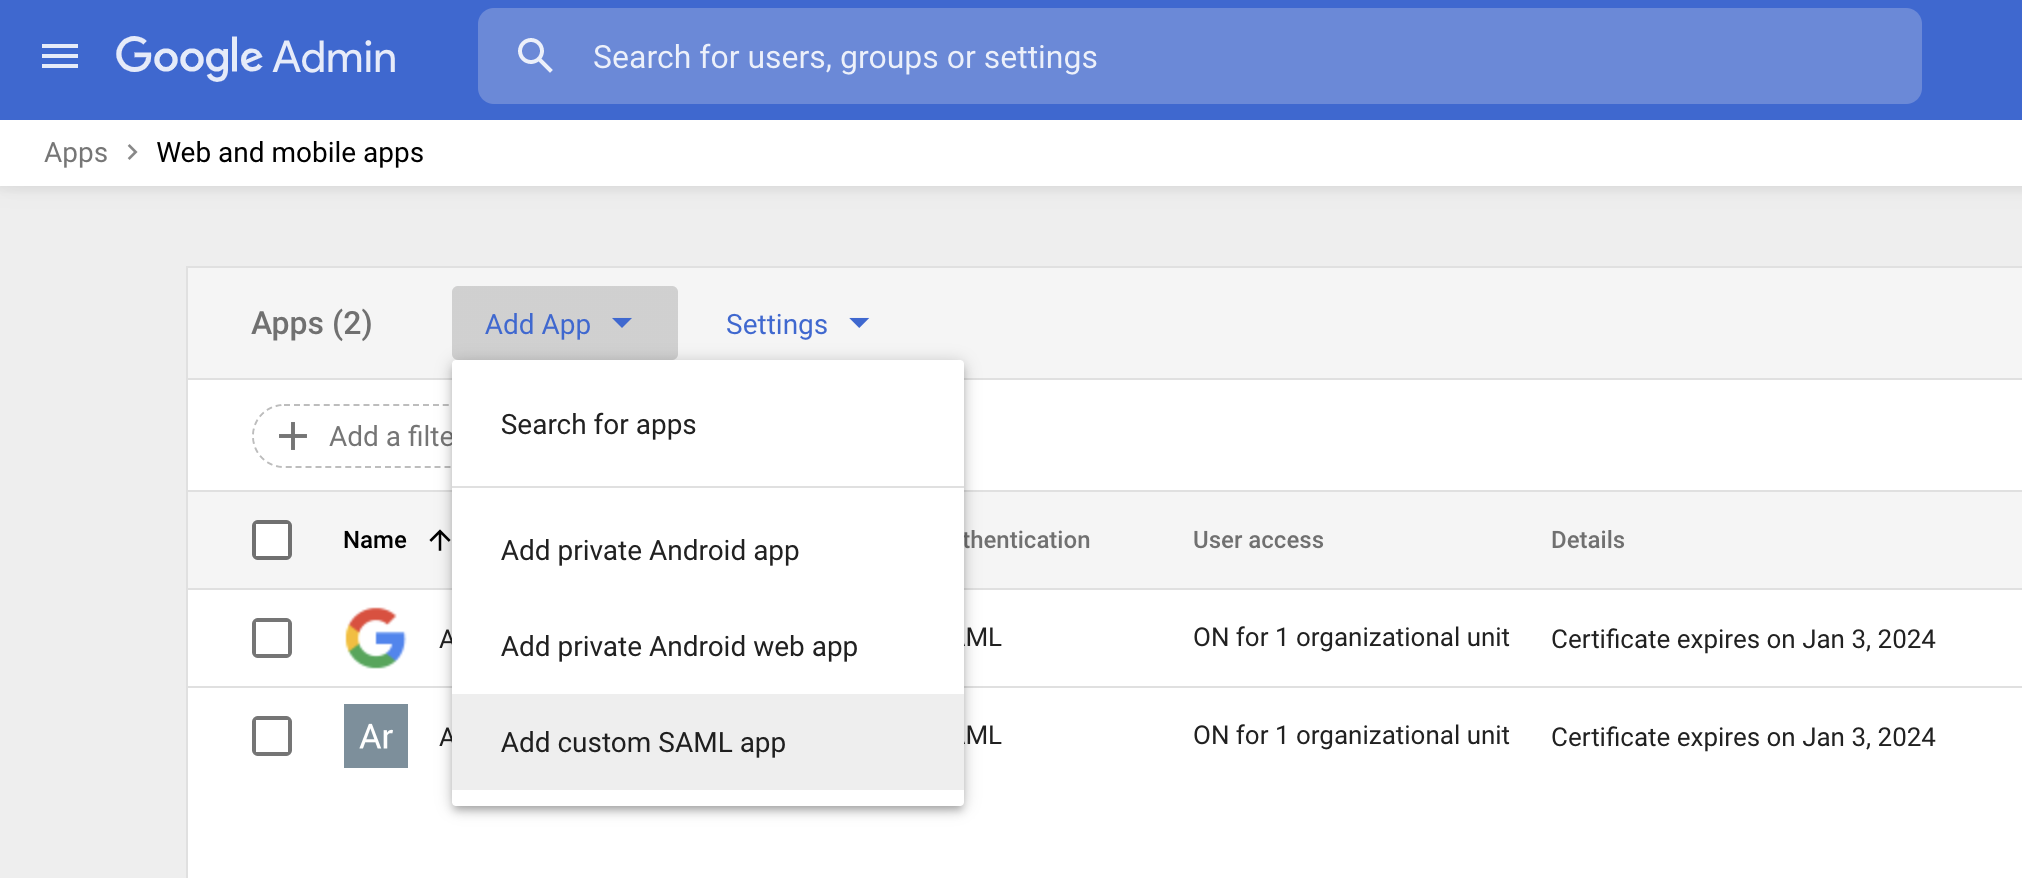 Google Admin
Search for users, groups or settings
Apps > Web and mobile apps
Apps (2)
Add App
Settings
Search for apps
Add private Android app
Add private Android web app
Add custom SAML app
Add a filte
Name
thentication
User access
Details
A
ML
ON for 1 organizational unit
Certificate expires on Jan 3, 2024
Ar
A
ML
ON for 1 organizational unit
Certificate expires on Jan 3, 2024